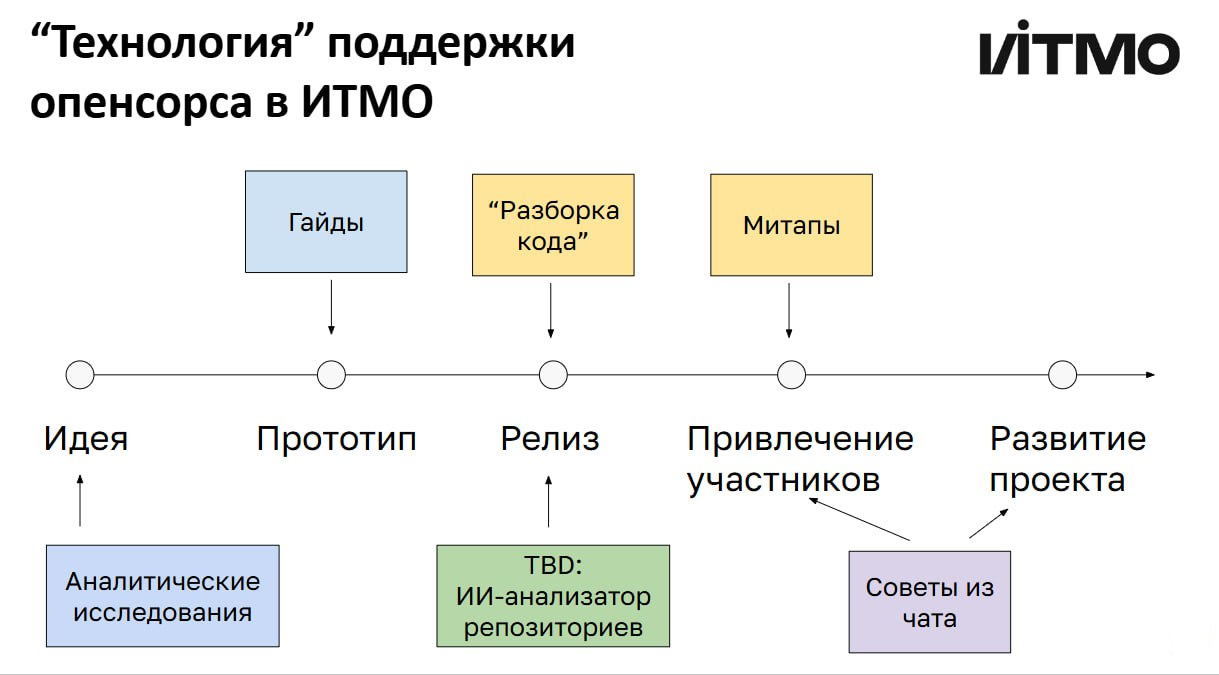 “Технология” поддержки
опенсорса в ИТМО
ИТМО
Гайды
“Разборка
кода”
Митапы
Идея
Прототип
Релиз
Привлечение
участников
Развитие
проекта
Аналитические
исследования
TBD:
ИИ-анализатор
репозиториев
Советы из
чата